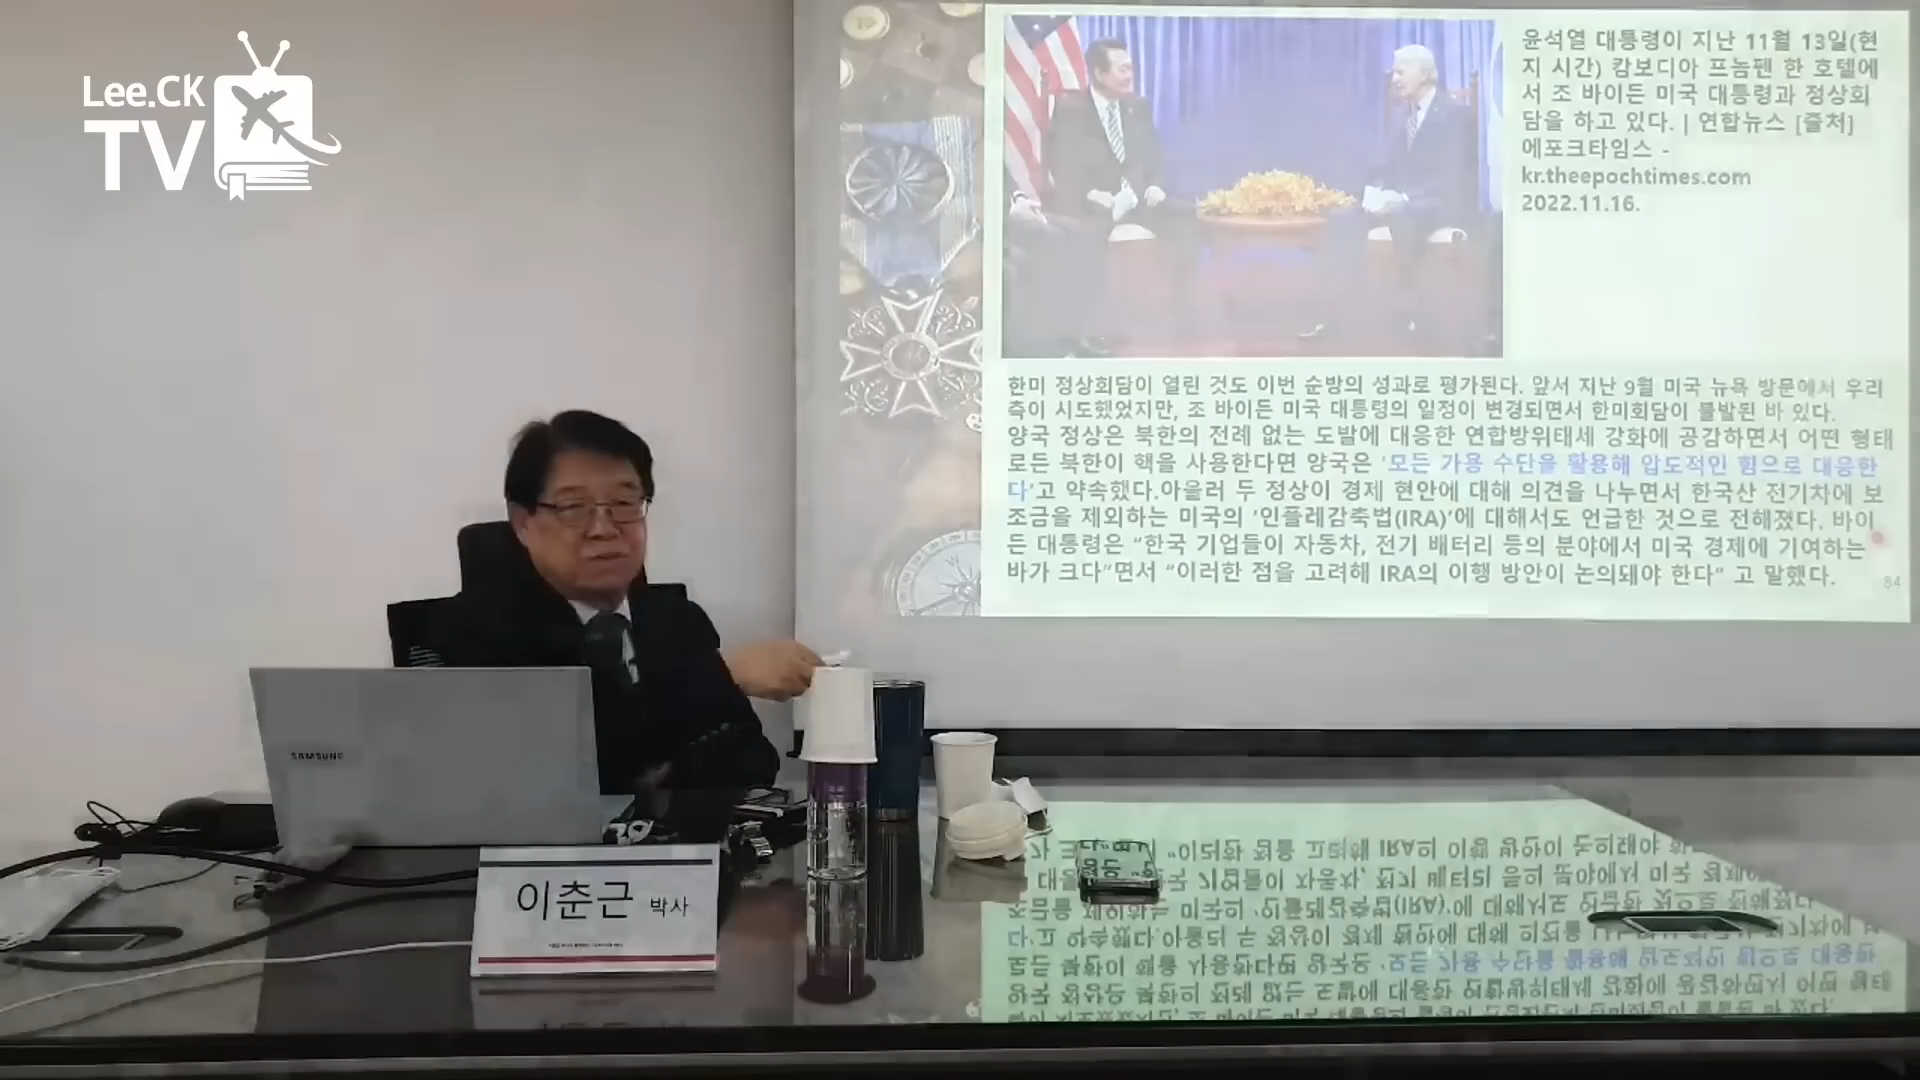 Lee.CK
TV
윤석열 대통령이 지난 11월 13일(현
지 시간) 캄보디아 프놈펜 한 호텔에
서 조 바이든 미국 대통령과 정상회
담을 하고 있다. | 연합뉴스 [출처]
에포크타임스 -
kr.theepochtimes.com
2022.11.16.
한미 정상회담이 열린 것도 이번 순방의 성과로 평가된다. 앞서 지난 9월 미국 뉴욕 방문에서 우리
측이 시도했었지만, 조 바이든 미국 대통령의 일정이 변경되면서 한미회담이 불발된 바 있다.
양국 정상은 북한의 전례 없는 도발에 대응한 연합방위태세 강화에 공감하면서 어떤 형태
로든 북한이 핵을 사용한다면 양국은 '모든 가용 수단을 활용해 압도적인 힘으로 대응한
다'고 약속했다.아울러 두 정상이 경제 현안에 대해 의견을 나누면서 한국산 전기차에 보
조금을 제외하는 미국의 '인플레감축법(IRA)'에 대해서도 언급한 것으로 전해졌다. 바이
든 대통령은 "한국 기업들이 자동차, 전기 배터리 등의 분야에서 미국 경제에 기여하는
바가 크다"면서 "이러한 점을 고려해 IRA의 이행 방안이 논의돼야 한다" 고 말했다.
84
SAMSUNG
이춘근 박사